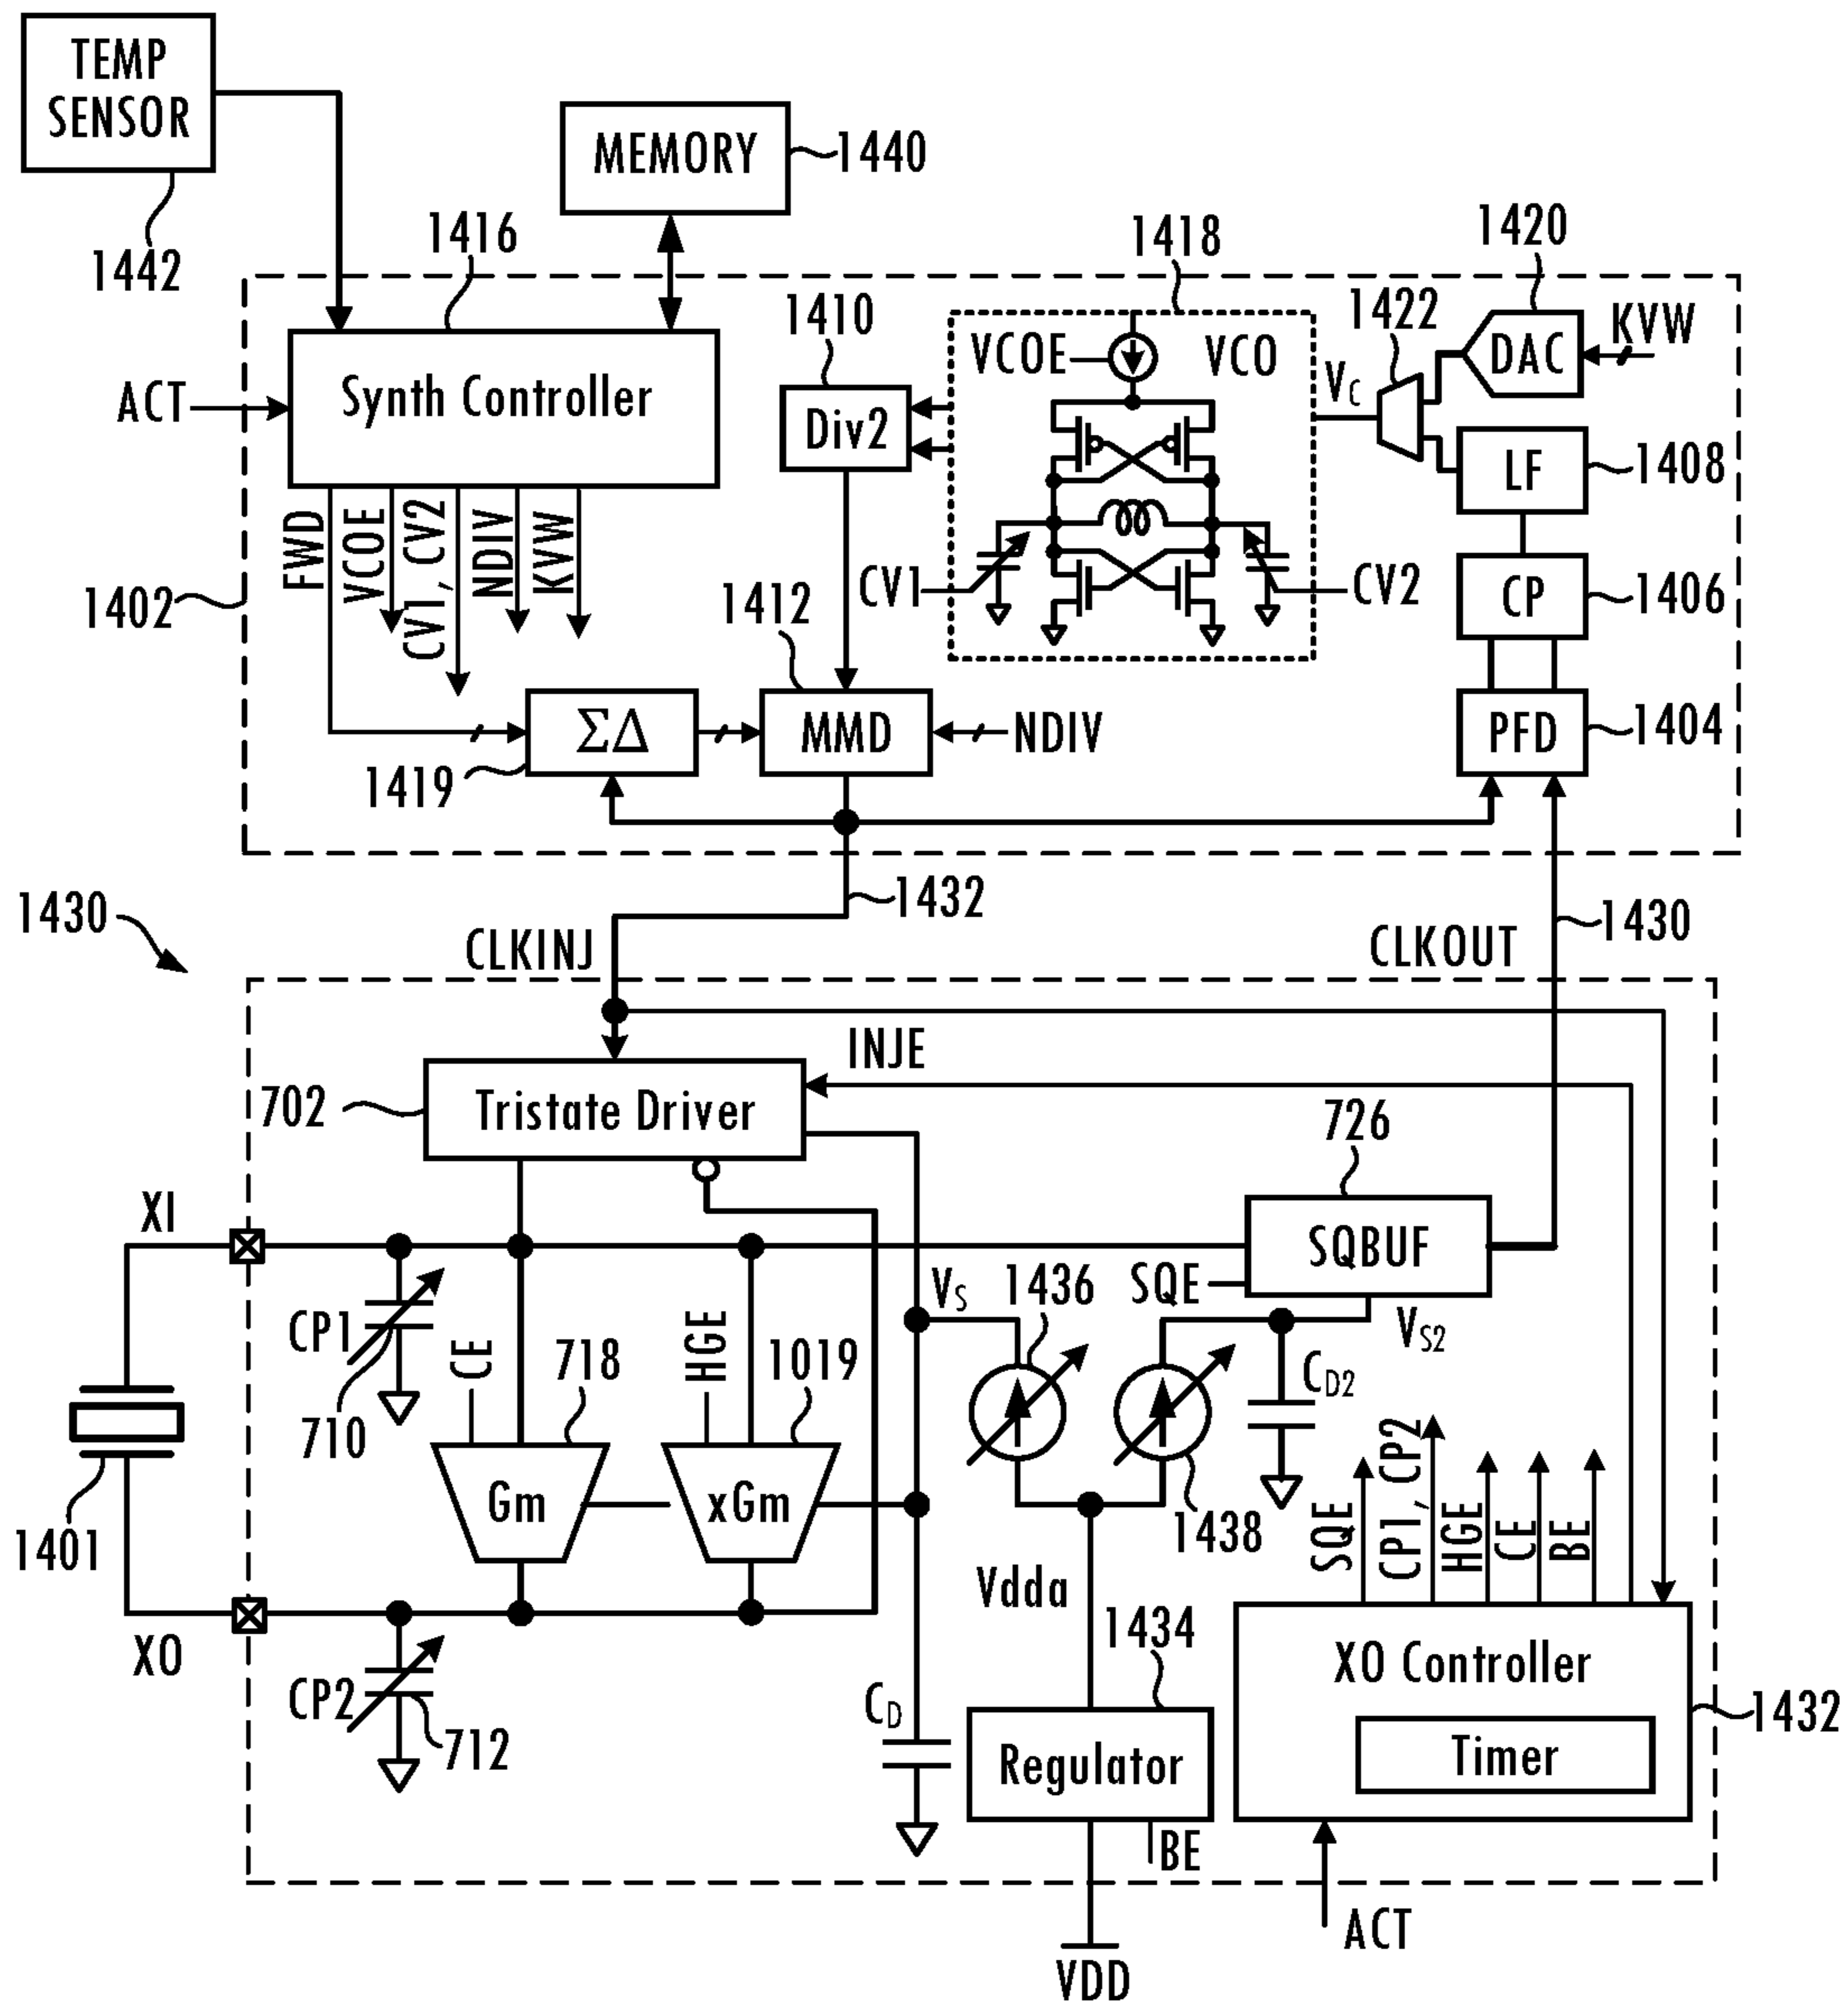 TEMP
SENSOR
1442
MEMORY
1440
1416
Synth Controller
ACT
FWD
VCOE
CV1, CV2
NDIV
KVW
1402
1410
Div2
1418
VCOE
VCO
CV1
CV2
1420
DAC
KVW
1422
VC
LF
1408
CP
1406
PFD
1404
1412
MMD
NDIV
ΣΔ
1419
1432
1430
CLKINJ
CLKOUT
1430
INJE
702
Tristate Driver
726
SQBUF
SQE
XI
CP1
710
CE
718
HGE
1019
VS
1436
VS2
CD2
Gm
xGm
1401
1438
Vdda
SQE
CP1, CP2
HGE
CE
BE
XO
CP2
712
CD
1434
Regulator
BE
XO Controller
Timer
1432
ACT
VDD